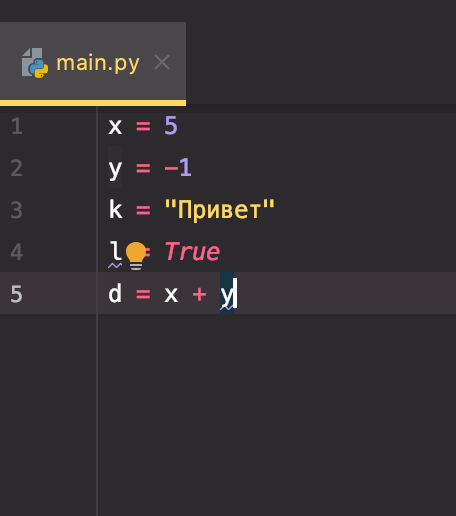 main.py
1 x = 5
2 y = -1
3 k = "Привет"
4 l = True
5 d = x + y